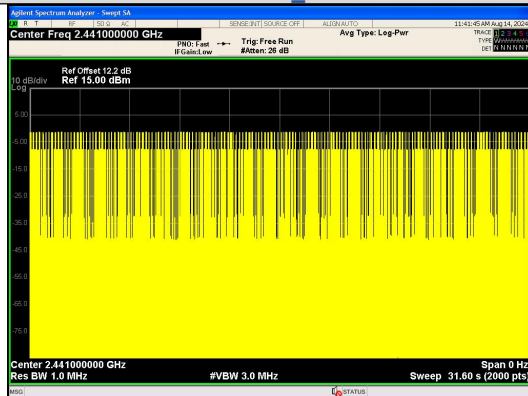 Agilent Spectrum Analyzer - Swept SA
R T RF 50 Ω AC SENSE:INT SOURCE OFF ALIGN AUTO 11:41:45 AM Aug 14, 2024
Center Freq 2.441000000 GHz
PNO: Fast
IFGain:Low
Trig: Free Run
#Atten: 26 dB
Avg Type: Log-Pwr
TRACE 1 2 3 4 5
TYPE
DET N N N N N
Ref Offset 12.2 dB
10 dB/div Ref 15.00 dBm
Log
5.00
-5.00
-15.0
-25.0
-35.0
-45.0
-55.0
-65.0
-75.0
Center 2.441000000 GHz Span 0 Hz
Res BW 1.0 MHz #VBW 3.0 MHz Sweep 31.60 s (2000 pts)
MSG STATUS